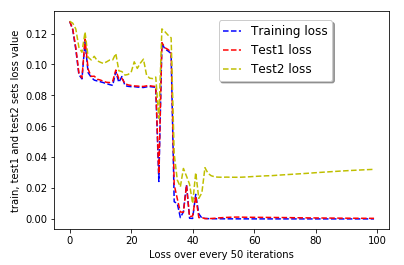 Training loss
Test1 loss
Test2 loss
train, test1 and test2 sets loss value
0.12
0.10
0.08
0.06
0.04
0.02
0.00
0
20
40
60
80
100
Loss over every 50 iterations